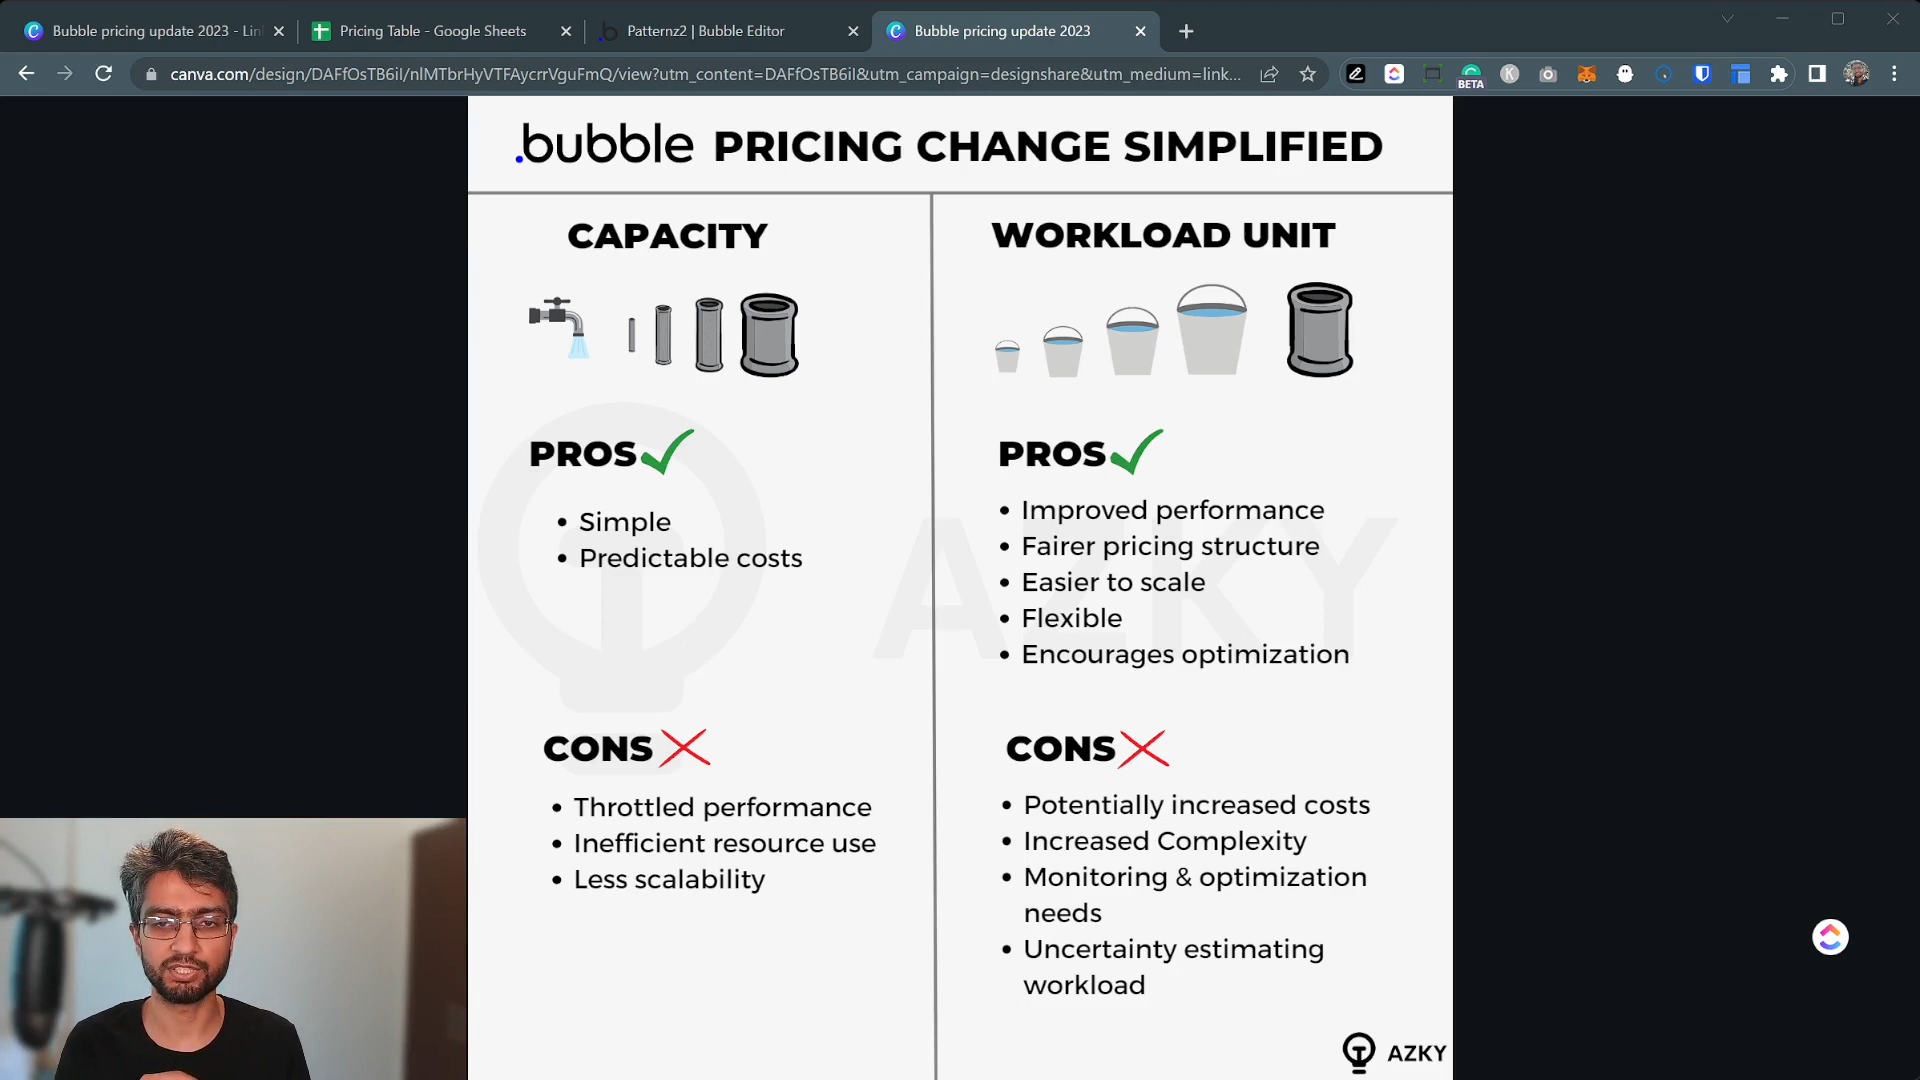 Bubble pricing update 2023 - Lin
Pricing Table - Google Sheets
Patternz2 | Bubble Editor
Bubble pricing update 2023
canva.com/design/DAFfOsTB6iI/nlMTbrHyVTFAycrrVguFmQ/view?utm_content=DAFfOsTB6iI&utm_campaign=designshare&utm_medium=link...
BETA
.bubble PRICING CHANGE SIMPLIFIED
CAPACITY
PROS
• Simple
• Predictable costs
CONS
• Throttled performance
• Inefficient resource use
• Less scalability
WORKLOAD UNIT
PROS
• Improved performance
• Fairer pricing structure
• Easier to scale
• Flexible
• Encourages optimization
CONS
• Potentially increased costs
• Increased Complexity
• Monitoring & optimization
needs
• Uncertainty estimating
workload
AZKY
AZKY